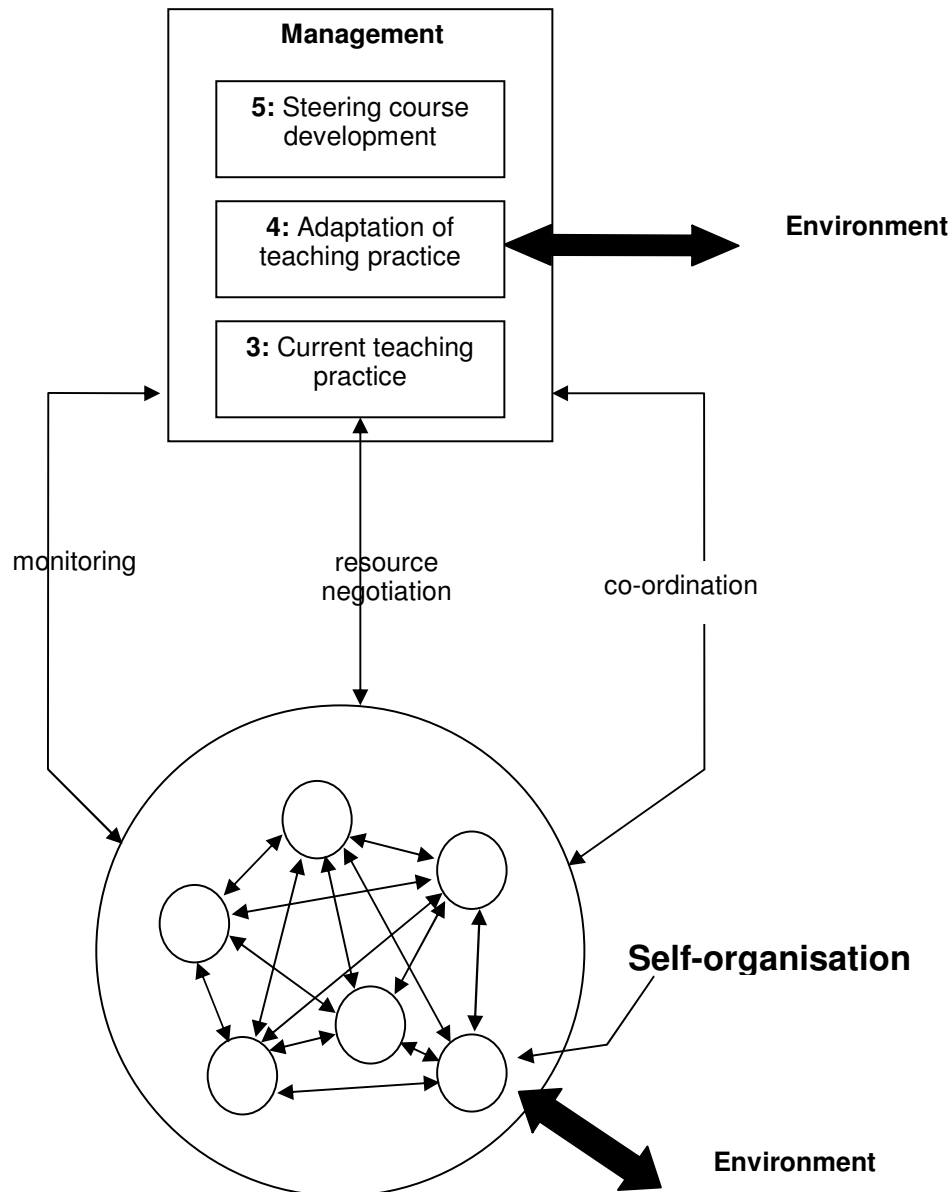 Management
5: Steering course
development
4: Adaptation of
teaching practice
Environment
3: Current teaching
practice
monitoring
resource
negotiation
co-ordination
Self-organisation
Environment